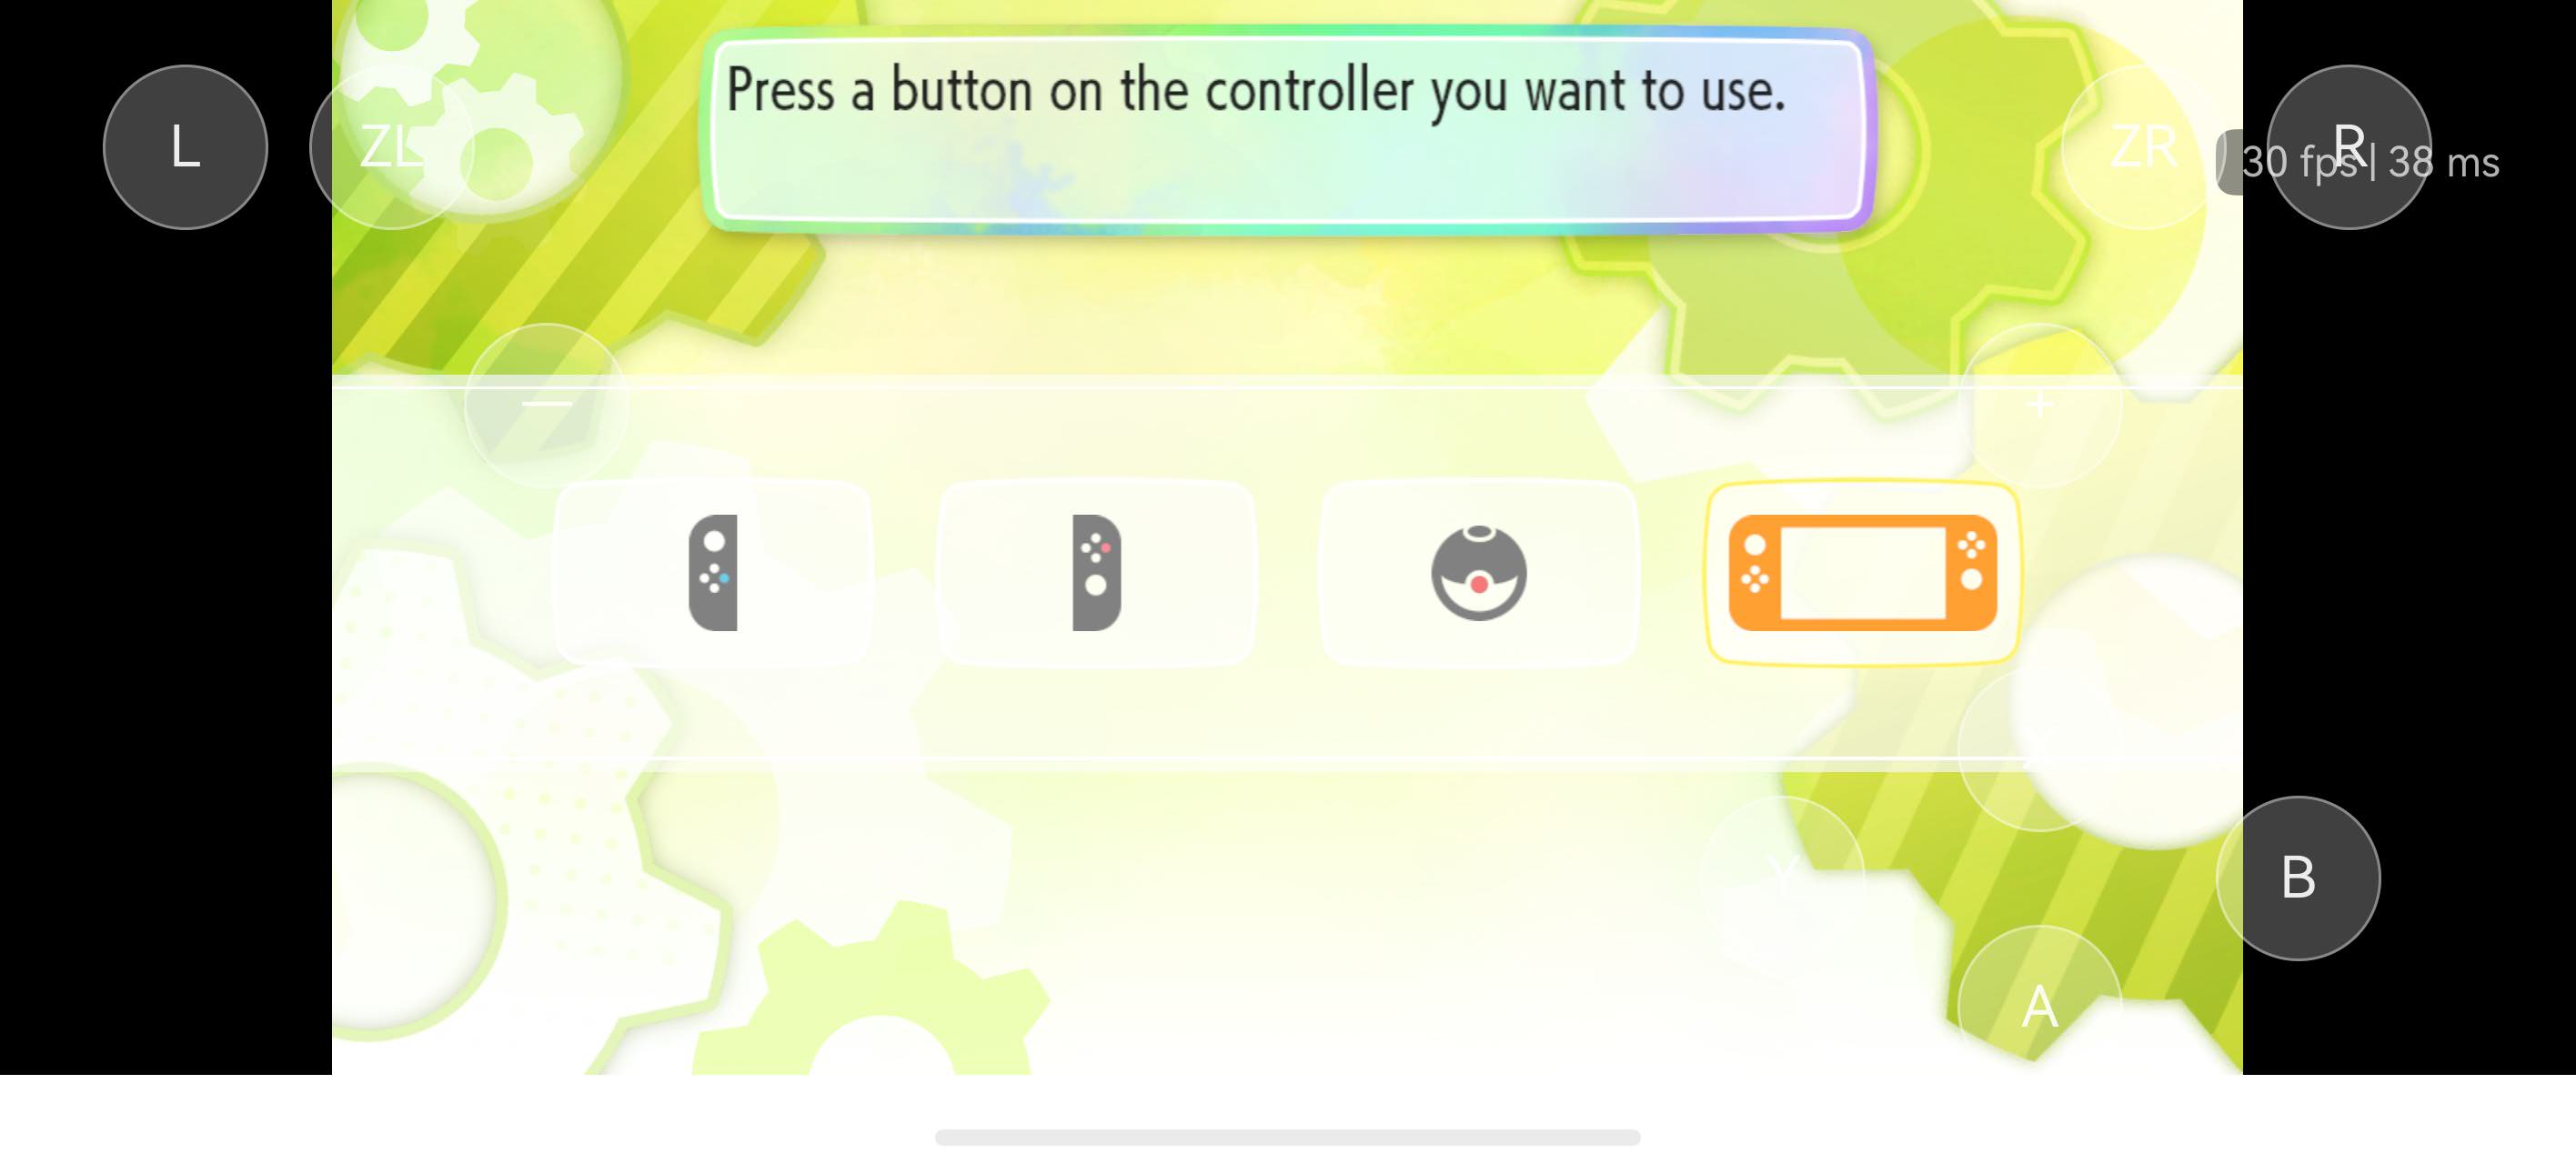 Press a button on the controller you want to use.
L
ZL
ZR
R
30 fps | 38 ms
—
+
X
Y
B
A